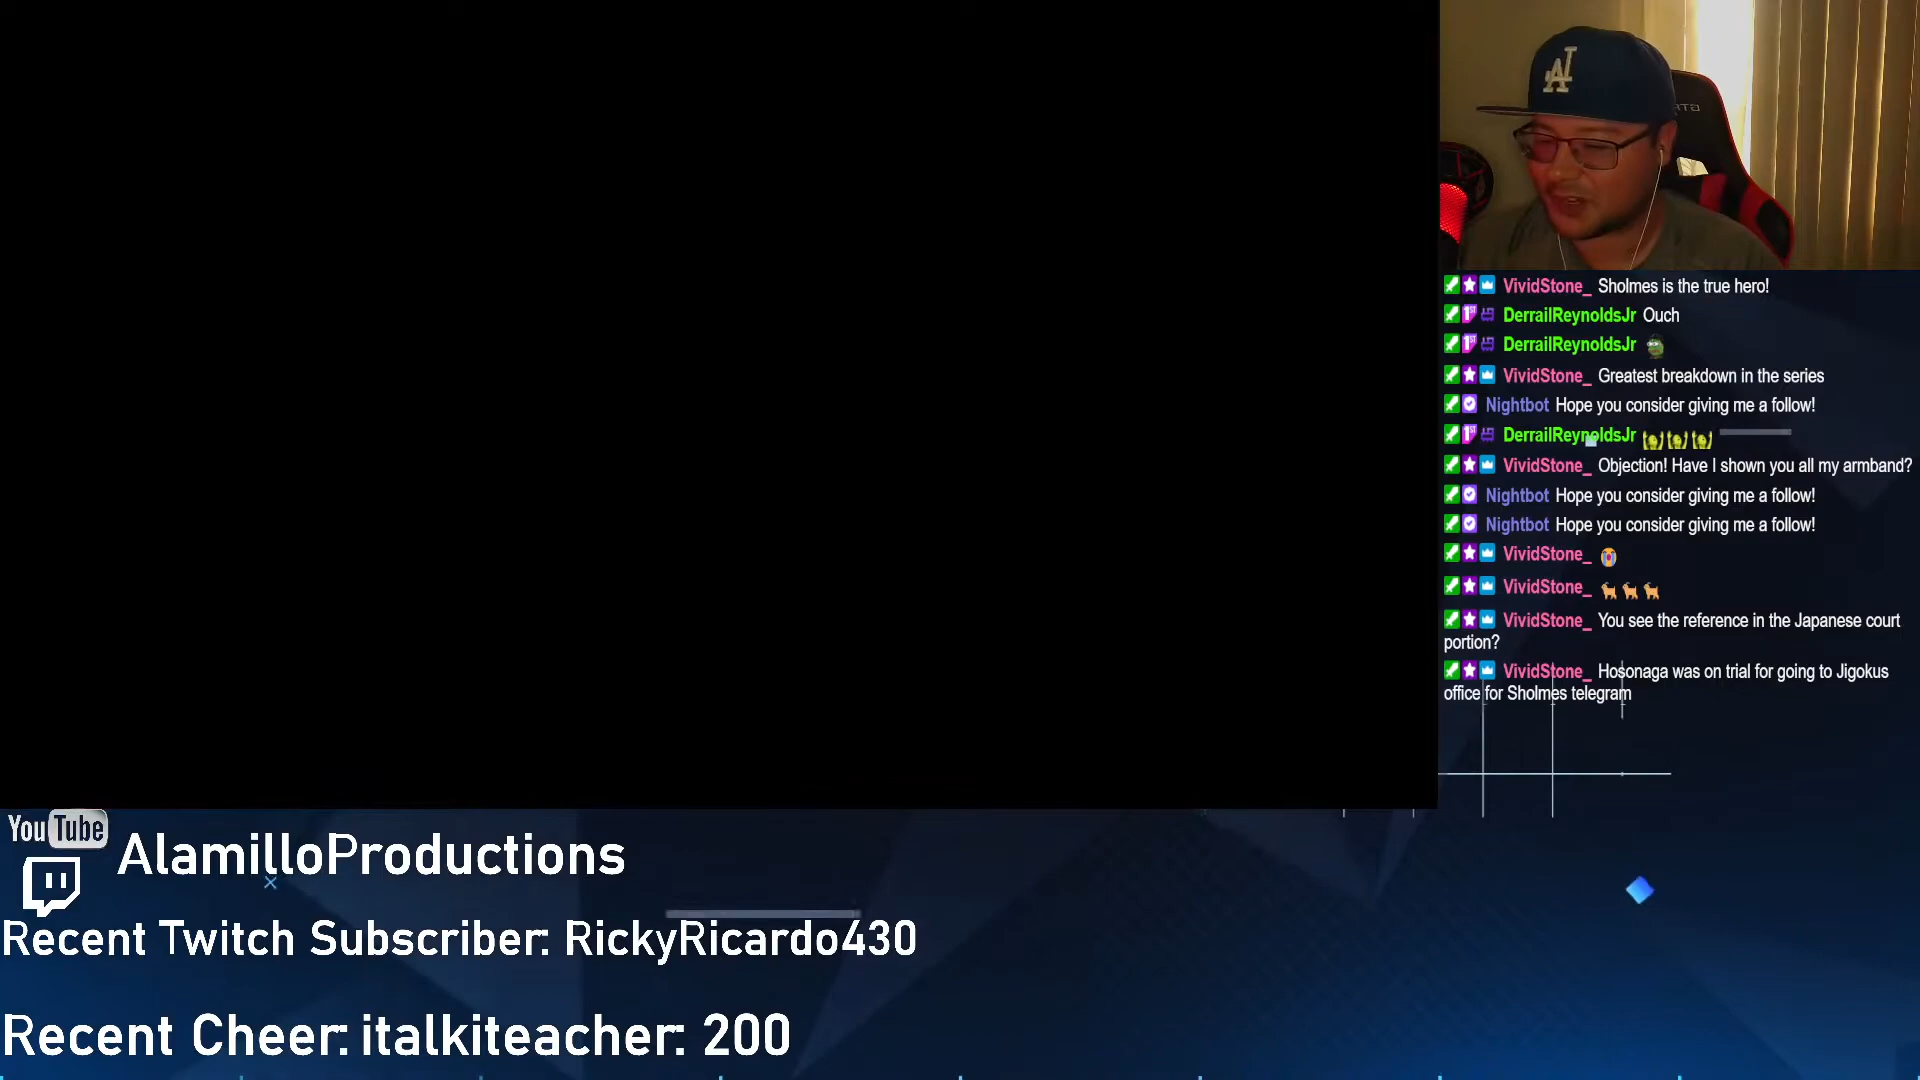 VividStone_ Sholmes is the true hero!
DerrailReynoldsJr Ouch
DerrailReynoldsJr
VividStone_ Greatest breakdown in the series
Nightbot Hope you consider giving me a follow!
DerrailReynoldsJr
VividStone_ Objection! Have I shown you all my armband?
Nightbot Hope you consider giving me a follow!
Nightbot Hope you consider giving me a follow!
VividStone_
VividStone_
VividStone_ You see the reference in the Japanese court
portion?
VividStone_ Hosonaga was on trial for going to Jigokus
office for Sholmes telegram
YouTube
AlamilloProductions
Recent Twitch Subscriber: RickyRicardo430
Recent Cheer: italkiteacher: 200